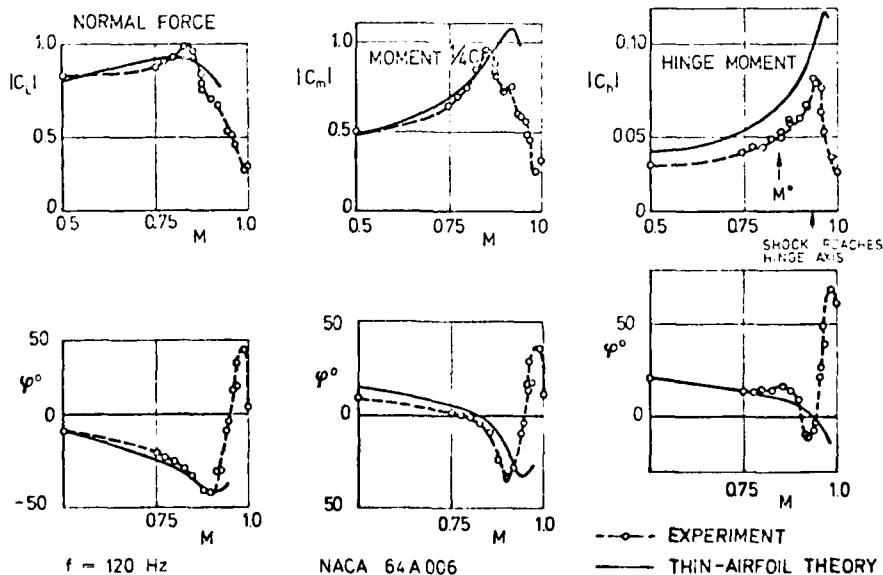 NORMAL FORCE
1.0
|C_L|
0.5
0
0.5
0.75
1.0
M
MOMENT ¼ C
1.0
|C_m|
0.5
0
0.5
0.75
1.0
M
HINGE MOMENT
0.10
|C_h|
0.05
0
M*
0.5
0.75
1.0
M
SHOCK REACHES
HINGE AXIS
50
φ°
0
-50
0.75
1.0
M
50
φ°
0
50
0.75
1.0
M
50
φ°
0
0.75
1.0
M
f = 120 Hz
NACA 64A006
EXPERIMENT
THIN-AIRFOIL THEORY